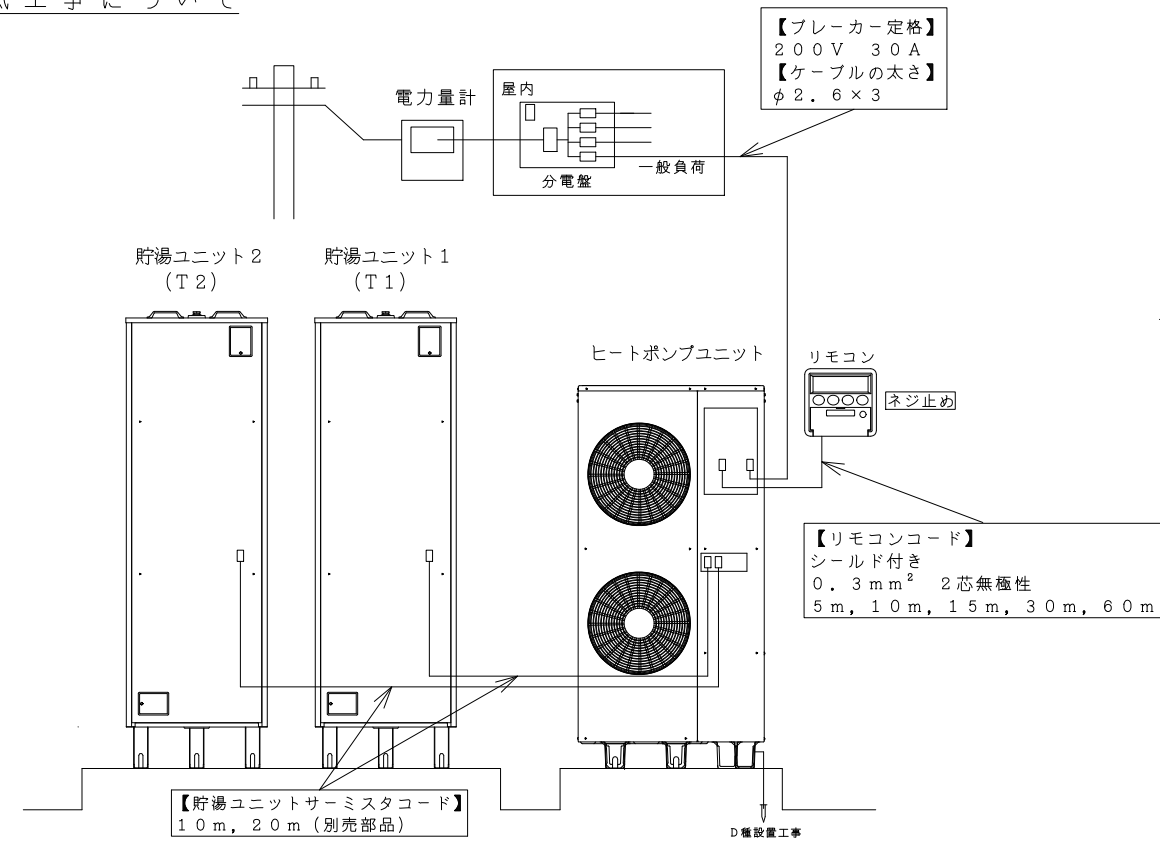 工事について
【ブレーカー定格】
200V 30A
【ケーブルの太さ】
φ2.6×3
電力量計
屋内
分電盤
一般負荷
貯湯ユニット2
(T2)
貯湯ユニット1
(T1)
ヒートポンプユニット
リモコン
ネジ止め
【リモコンコード】
シールド付き
0.3mm² 2芯無極性
5m,10m,15m,30m,60m
【貯湯ユニットサーミスタコード】
10m,20m(別売部品)
D種設置工事